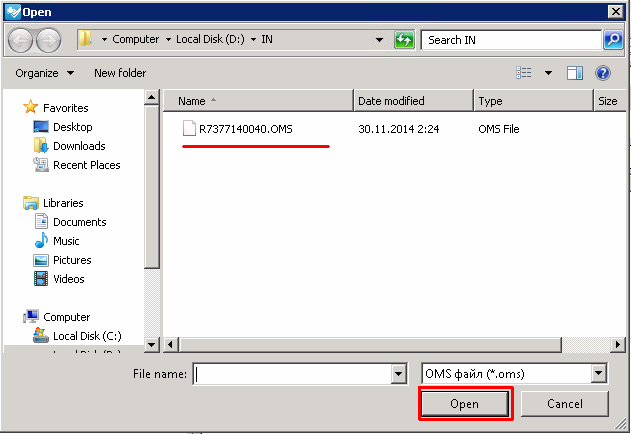 Open
Computer ▸ Local Disk (D:) ▸ IN
Search IN
Organize
New folder
Favorites
Desktop
Downloads
Recent Places
Libraries
Documents
Music
Pictures
Videos
Computer
Local Disk (C:)
Name
Date modified
Type
Size
R7377140040.OMS
30.11.2014 2:24
OMS File
File name:
OMS файл (*.oms)
Open
Cancel